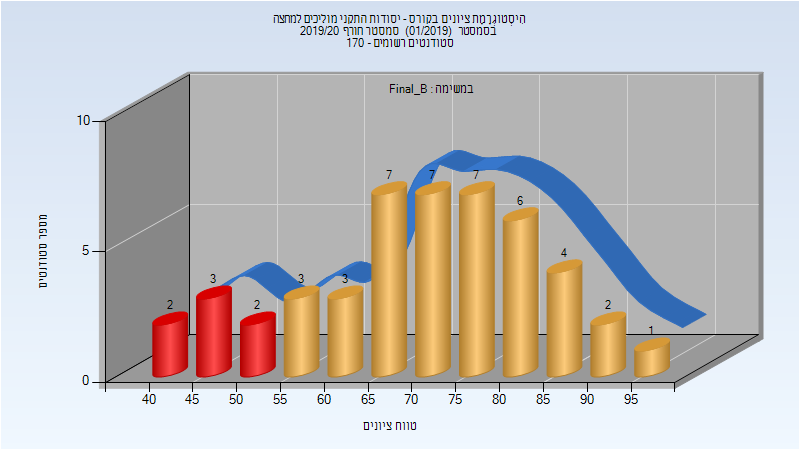 היסטוגרמת ציונים בקורס - יסודות התקני מוליכים למחצה
בסמסטר (01/2019) סמסטר חורף 2019/20
סטודנטים רשומים - 170
במשימה : Final_B
10
5
0
מספר סטודנטים
2
3
2
3
3
7
7
7
6
4
2
1
40 45 50 55 60 65 70 75 80 85 90 95
טווח ציונים